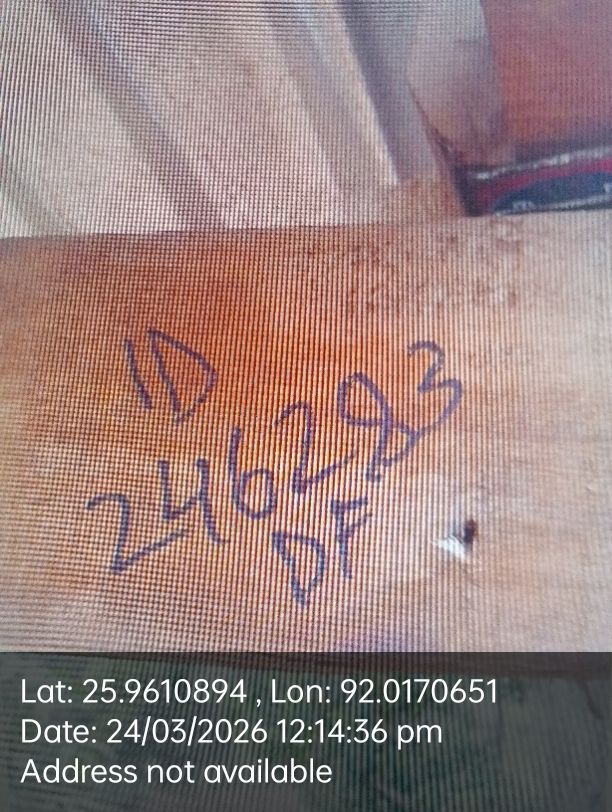 ID
246283
DF
Lat: 25.9610894 , Lon: 92.0170651
Date: 24/03/2026 12:14:36 pm
Address not available